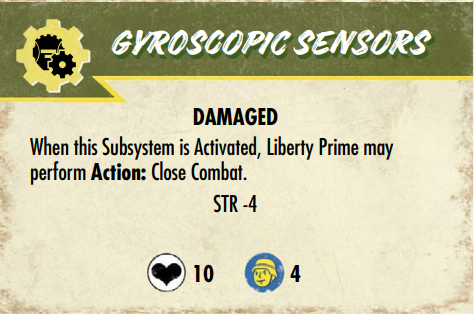 GYROSCOPIC SENSORS
DAMAGED
When this Subsystem is Activated, Liberty Prime may
perform Action: Close Combat.
STR -4
10 4